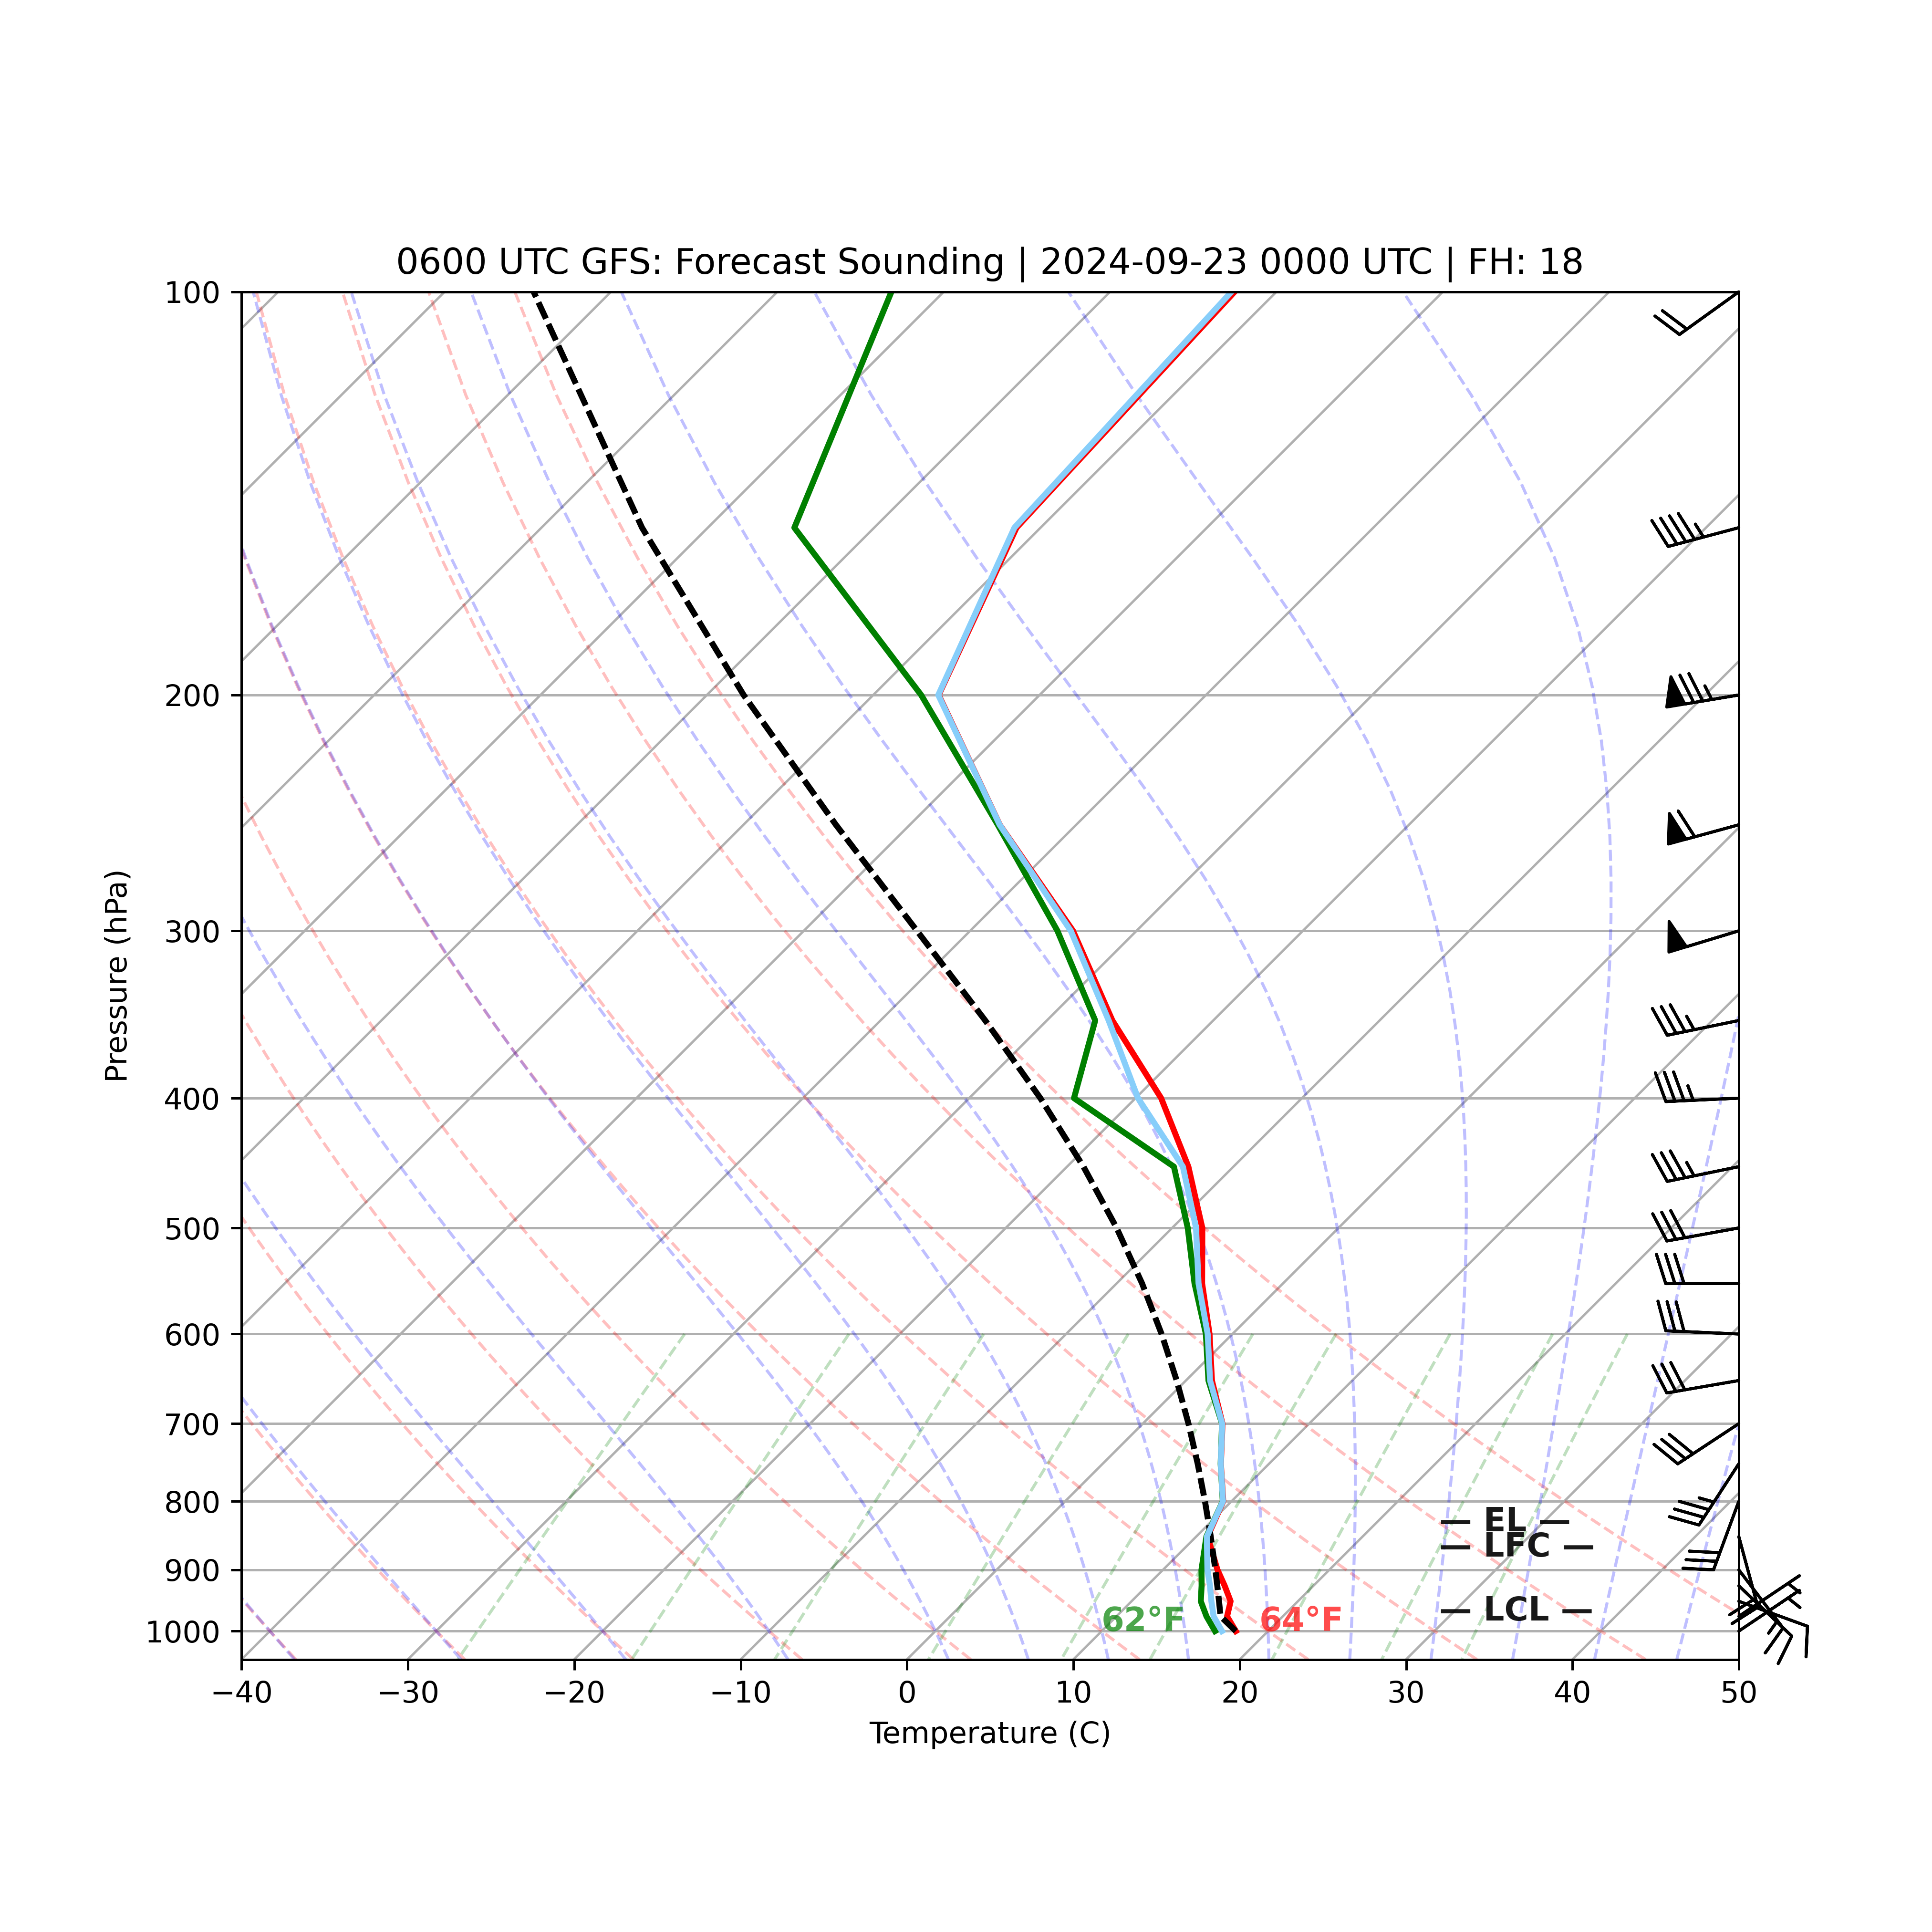 0600 UTC GFS: Forecast Sounding | 2024-09-23 0000 UTC | FH: 18
100
200
300
400
500
600
700
800
900
1000
Pressure (hPa)
— EL —
— LFC —
— LCL —
62°F
64°F
−40 −30 −20 −10 0 10 20 30 40 50
Temperature (C)